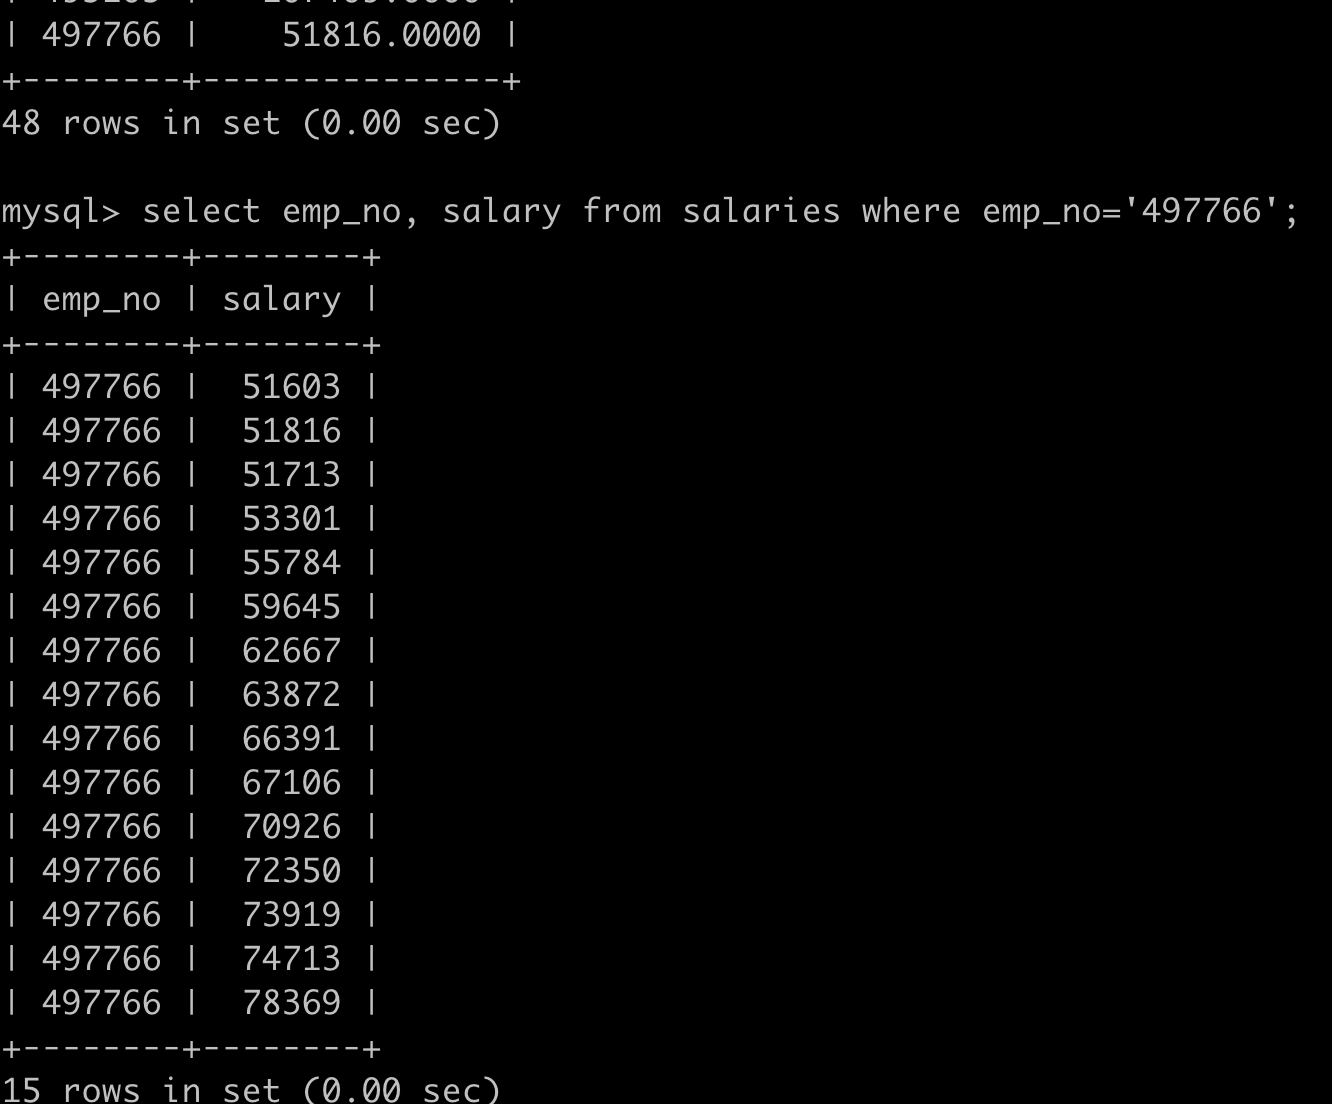 | 497766 |    51816.0000 |
+--------+---------------+
48 rows in set (0.00 sec)
mysql> select emp_no, salary from salaries where emp_no='497766';
+--------+--------+
| emp_no | salary |
+--------+--------+
| 497766 |  51603 |
| 497766 |  51816 |
| 497766 |  51713 |
| 497766 |  53301 |
| 497766 |  55784 |
| 497766 |  59645 |
| 497766 |  62667 |
| 497766 |  63872 |
| 497766 |  66391 |
| 497766 |  67106 |
| 497766 |  70926 |
| 497766 |  72350 |
| 497766 |  73919 |
| 497766 |  74713 |
| 497766 |  78369 |
+--------+--------+
15 rows in set (0.00 sec)